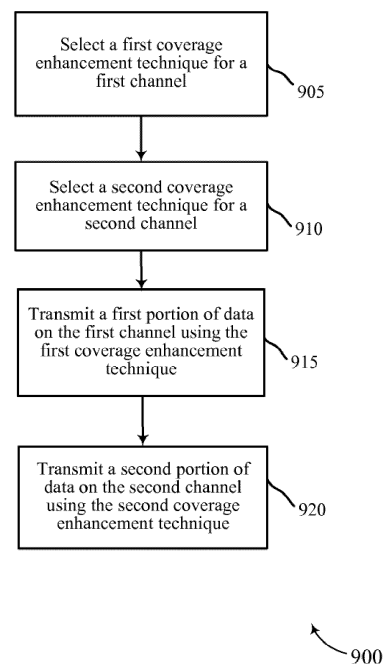 Select a first coverage
enhancement technique for a
first channel
905
Select a second coverage
enhancement technique for a
second channel
910
Transmit a first portion of data
on the first channel using the
first coverage enhancement
technique
915
Transmit a second portion of
data on the second channel
using the second coverage
enhancement technique
920
900